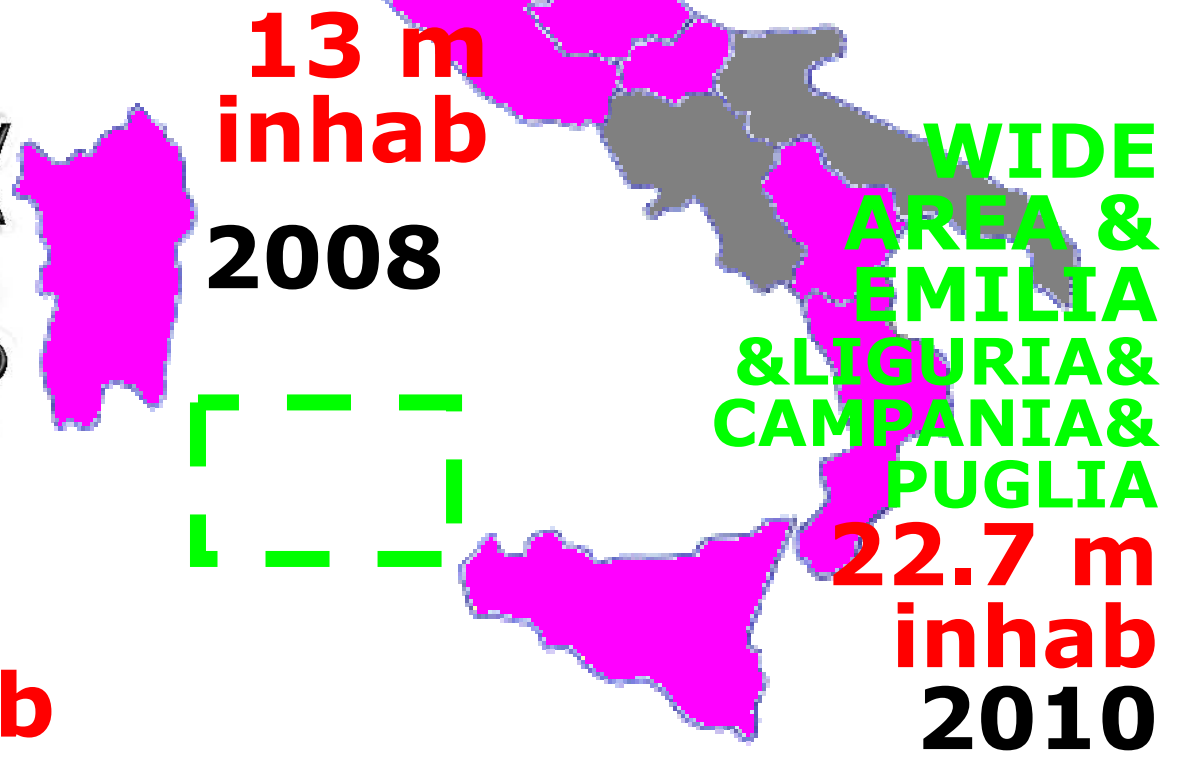 13 m
inhab
2008
WIDE
AREA &
EMILIA
&LIGURIA&
CAMPANIA&
PUGLIA
22.7 m
inhab
2010
b